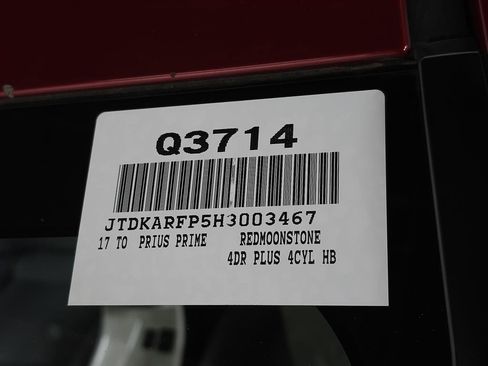 Q3714
JTDKARFP5H3003467
17 TO PRIUS PRIME REDMOONSTONE
4DR PLUS 4CYL HB